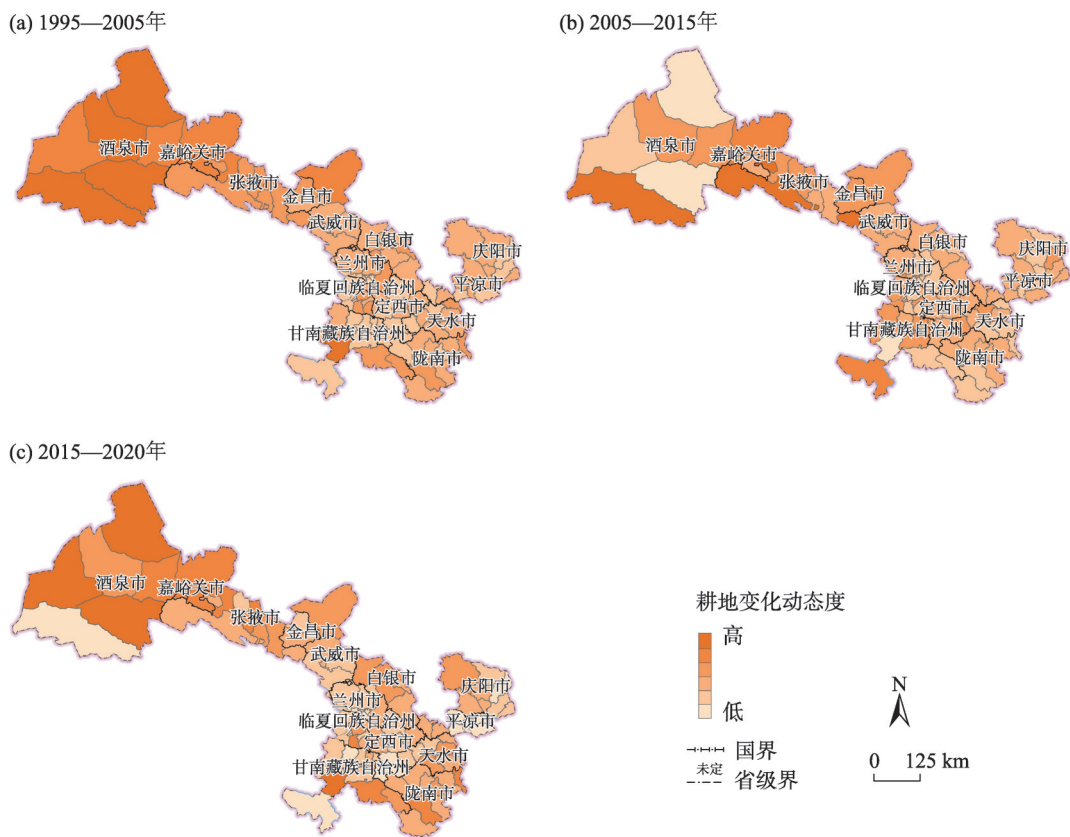 (a) 1995—2005年
(b) 2005—2015年
酒泉市
嘉峪关市
张掖市
金昌市
武威市
白银市
兰州市
庆阳市
临夏回族自治州
平凉市
定西市
天水市
甘南藏族自治州
陇南市
酒泉市
嘉峪关市
张掖市
金昌市
武威市
白银市
兰州市
庆阳市
临夏回族自治州
平凉市
定西市
天水市
甘南藏族自治州
陇南市
(c) 2015—2020年
酒泉市
嘉峪关市
张掖市
金昌市
武威市
白银市
庆阳市
兰州市
临夏回族自治州
平凉市
定西市
天水市
甘南藏族自治州
陇南市
耕地变化动态度
高
低
N
国界
未定
省级界
0 125 km